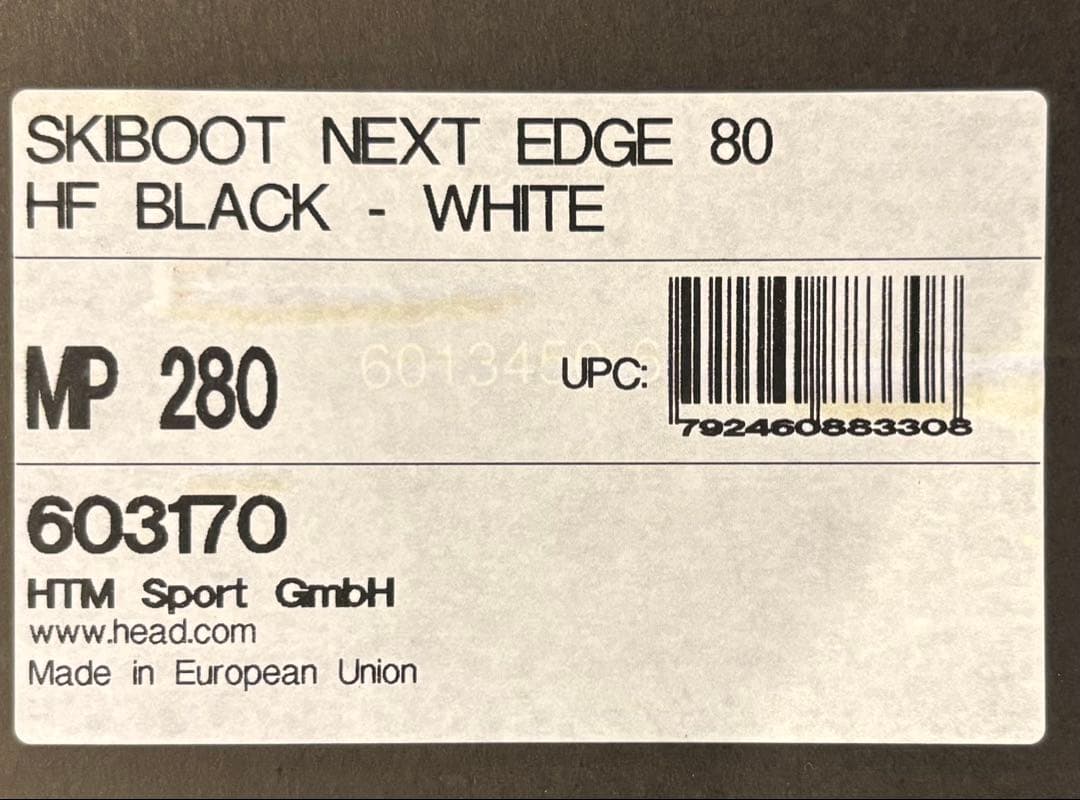 SKIBOOT NEXT EDGE 80
HF BLACK - WHITE
MP 280
UPC:
792460883308
603170
HTM Sport GmbH
www.head.com
Made in European Union